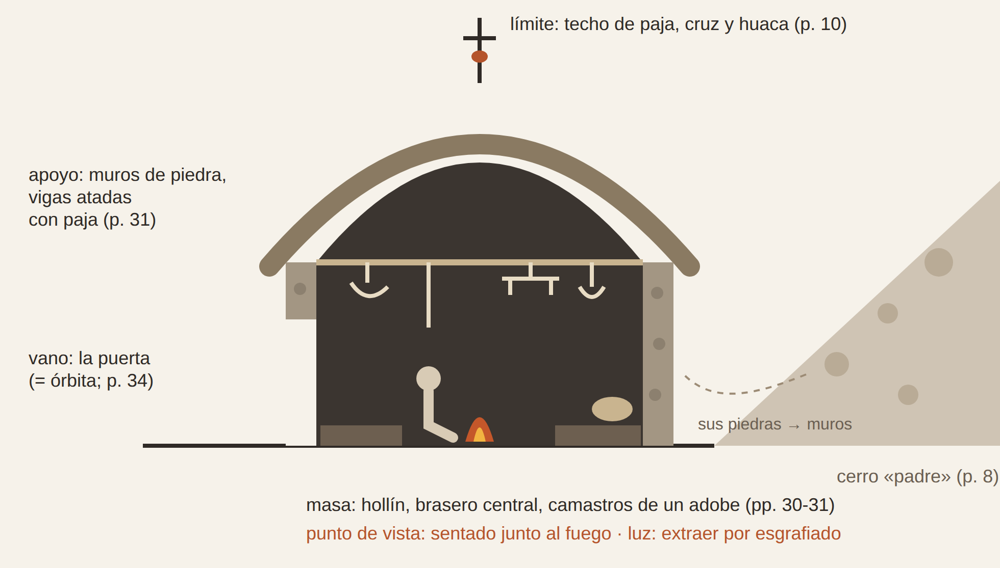 límite: techo de paja, cruz y huaca (p. 10)
apoyo: muros de piedra,
vigas atadas
con paja (p. 31)
vano: la puerta
(= órbita; p. 34)
sus piedras → muros
cerro «padre» (p. 8)
masa: hollín, brasero central, camastros de un adobe (pp. 30-31)
punto de vista: sentado junto al fuego · luz: extraer por esgrafiado